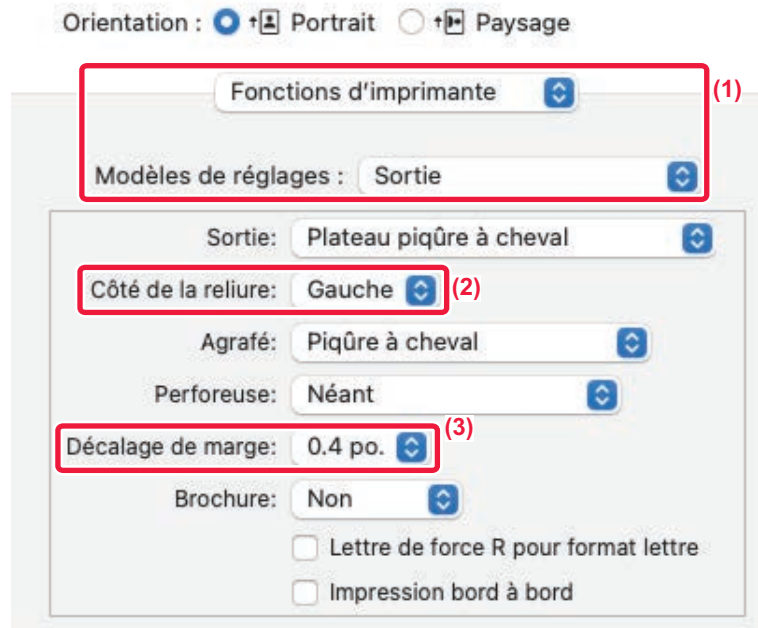 Orientation : Portrait Paysage
Fonctions d'imprimante
(1)
Modèles de réglages : Sortie
Sortie: Plateau piqûre à cheval
Côté de la reliure: Gauche (2)
Agrafé: Piqûre à cheval
Perforeuse: Néant
Décalage de marge: 0.4 po. (3)
Brochure: Non
Lettre de force R pour format lettre
Impression bord à bord